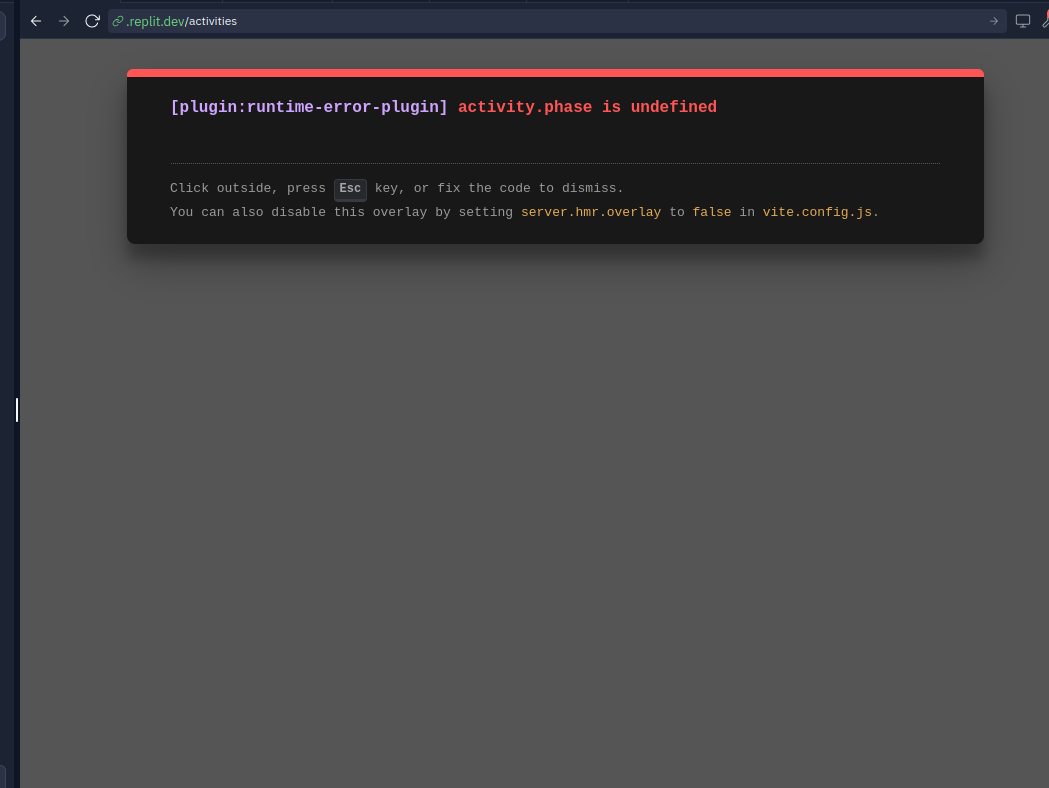 .replit.dev/activities
[plugin:runtime-error-plugin] activity.phase is undefined
Click outside, press Esc key, or fix the code to dismiss.
You can also disable this overlay by setting server.hmr.overlay to false in vite.config.js.